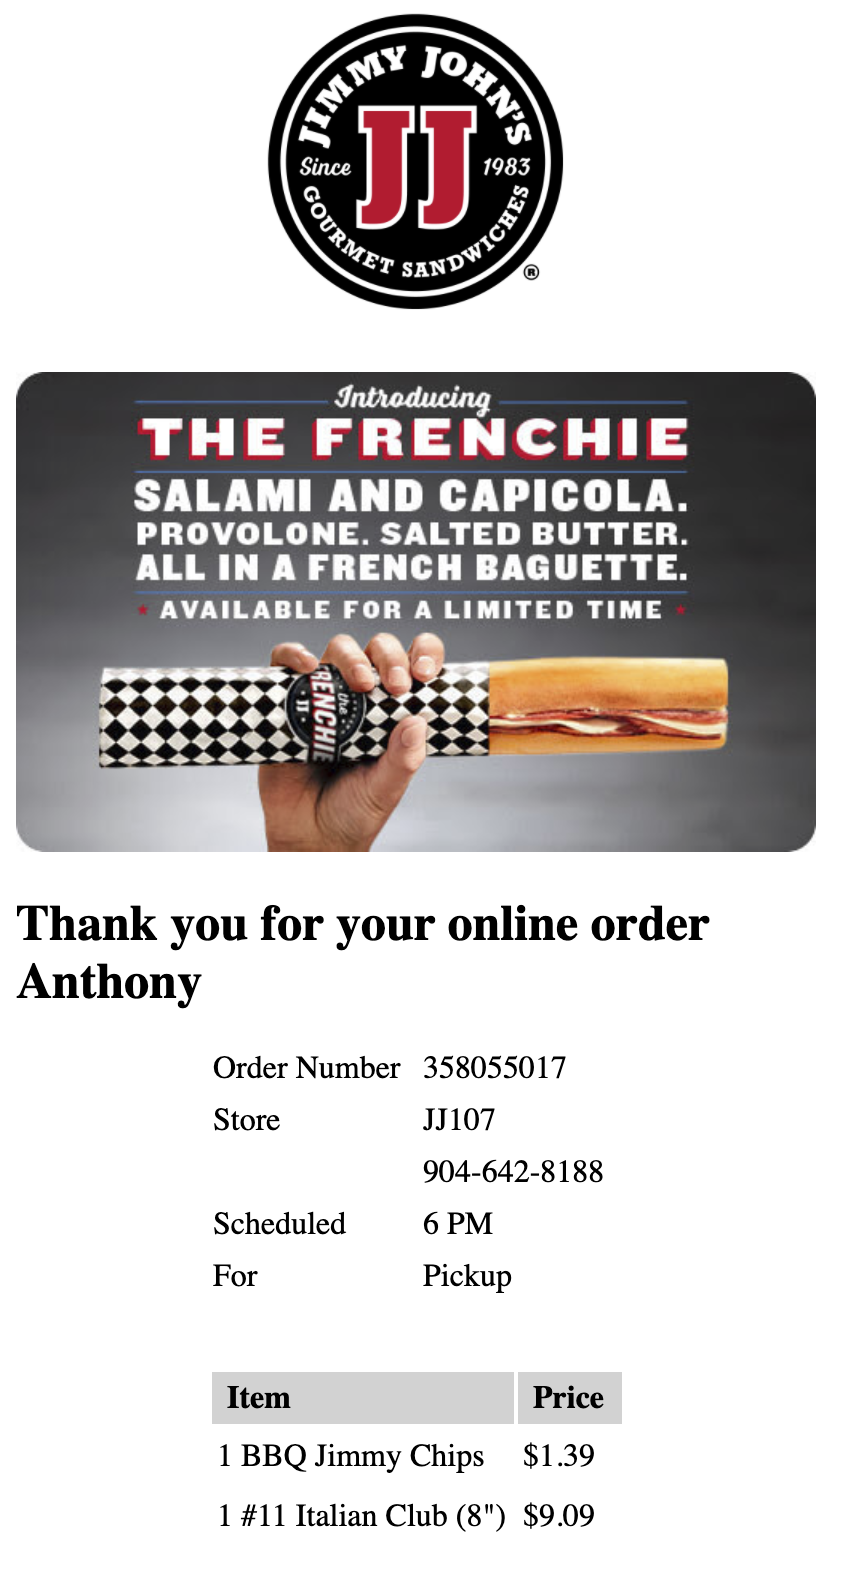 JIMMY JOHN'S
Since 1983
JJ
GOURMET SANDWICHES
®
Introducing
THE FRENCHIE
SALAMI AND CAPICOLA.
PROVOLONE. SALTED BUTTER.
ALL IN A FRENCH BAGUETTE.
AVAILABLE FOR A LIMITED TIME
the
FRENCHIE
JJ
Thank you for your online order
Anthony
Order Number 358055017
Store JJ107
904-642-8188
Scheduled 6 PM
For Pickup
Item Price
1 BBQ Jimmy Chips $1.39
1 #11 Italian Club (8") $9.09